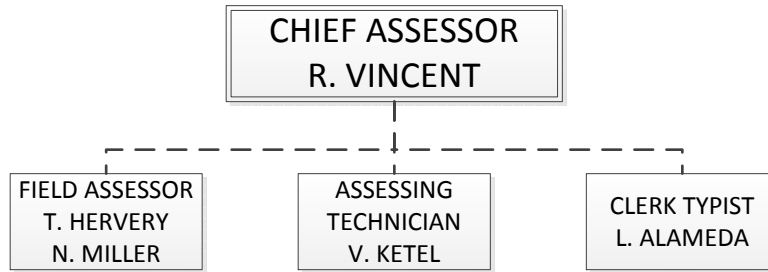 CHIEF ASSESSOR
R. VINCENT
FIELD ASSESSOR
T. HERVERY
N. MILLER
ASSESSING
TECHNICIAN
V. KETEL
CLERK TYPIST
L. ALAMEDA